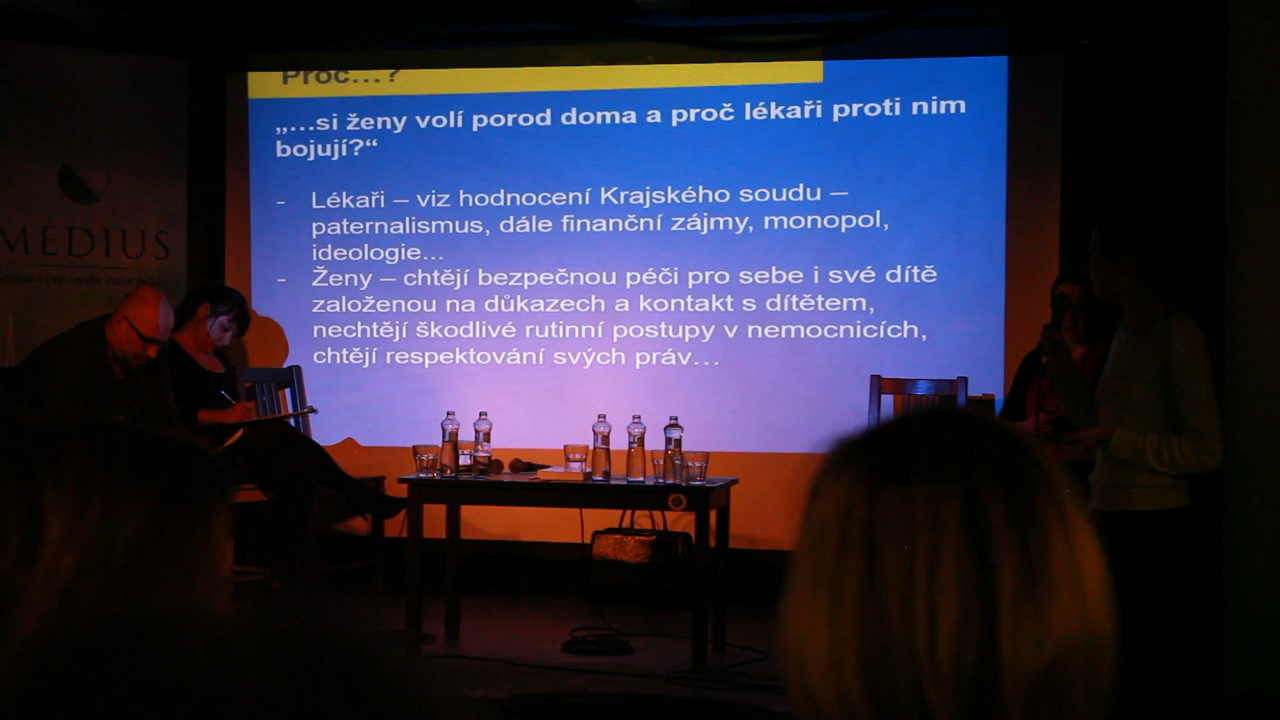 Proč...?
„...si ženy volí porod doma a proč lékaři proti nim
bojují?“
- Lékaři – viz hodnocení Krajského soudu –
paternalismus, dále finanční zájmy, monopol,
ideologie...
- Ženy – chtějí bezpečnou péči pro sebe i své dítě
založenou na důkazech a kontakt s dítětem,
nechtějí škodlivé rutinní postupy v nemocnicích,
chtějí respektování svých práv...
MEDIUS
pre medicínske